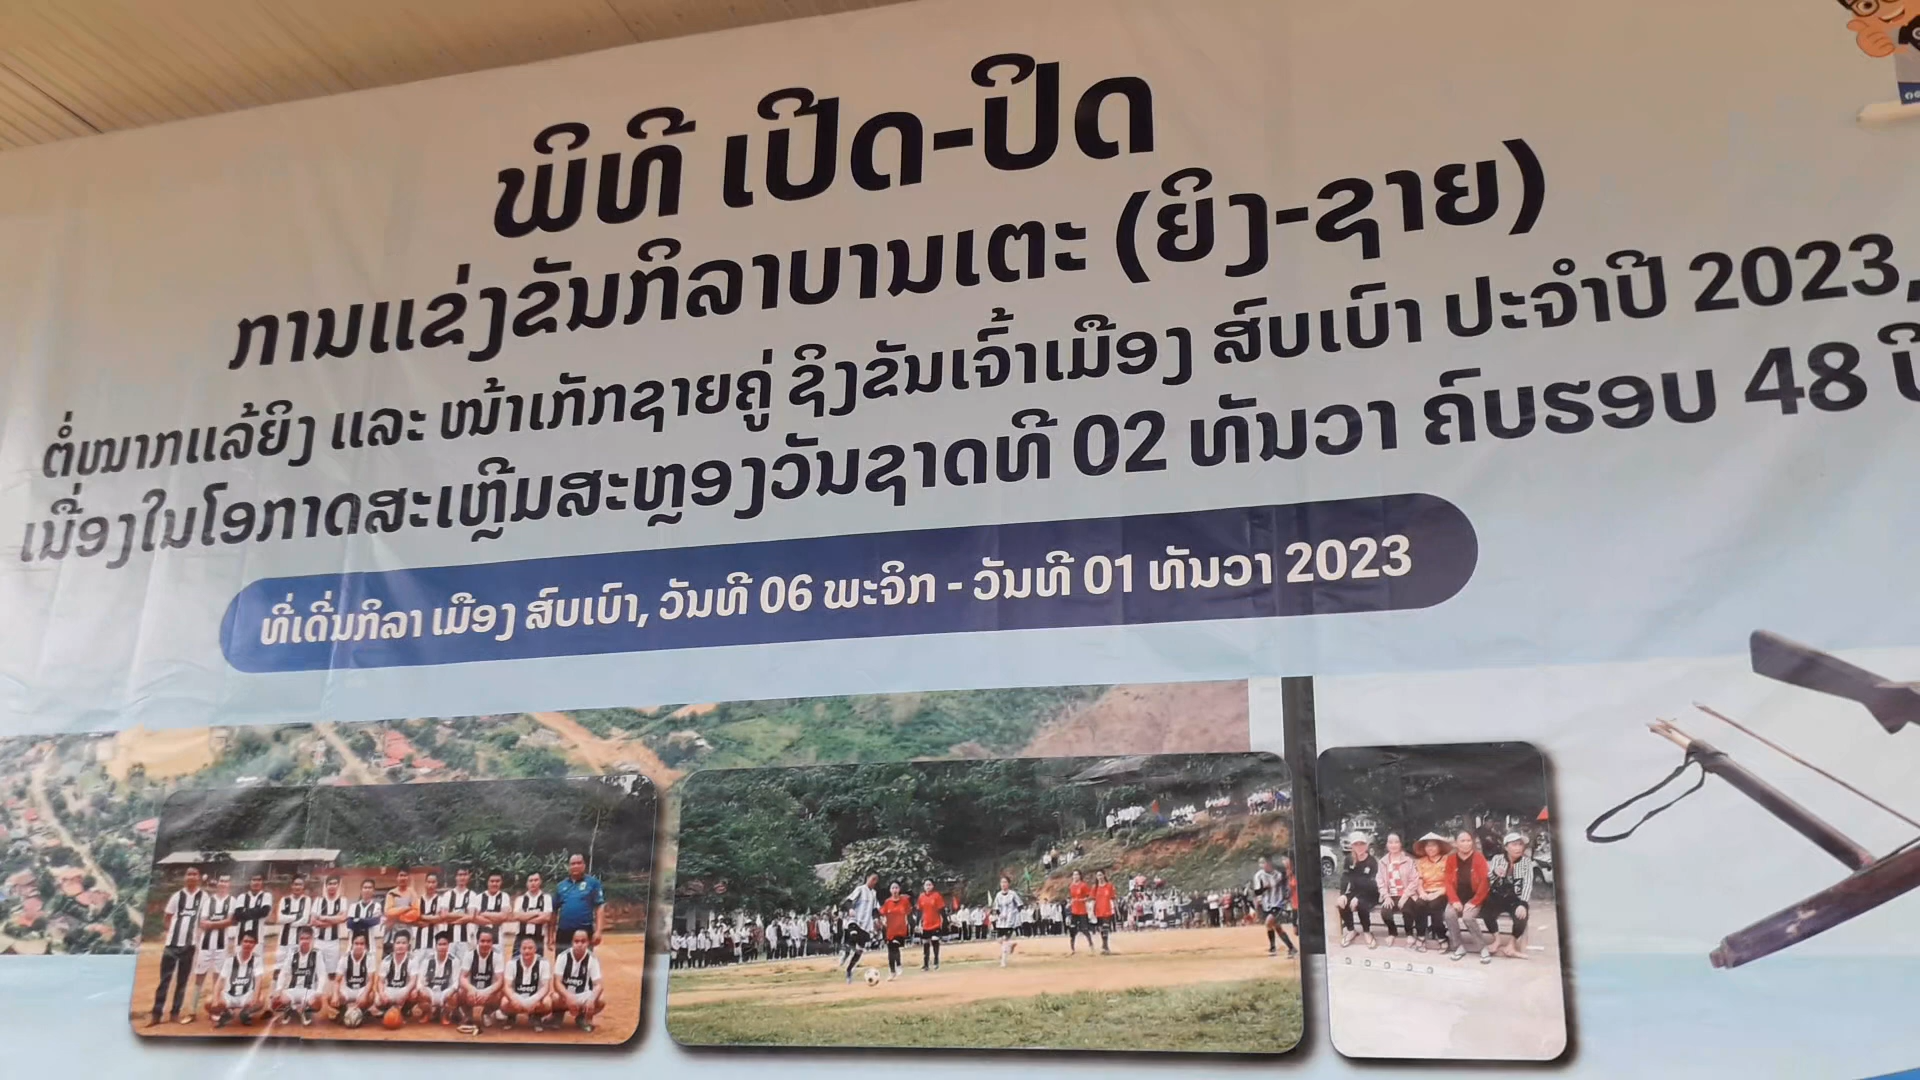 ພິທີ ເປີດ-ປິດ
ການແຂ່ງຂັນກິລາບານເຕະ (ຍິງ-ຊາຍ)
ຕໍ່ໝາກແລ້ຍິງ ແລະ ໜ້າເກັກຊາຍຄູ່ ຊິງຂັນເຈົ້າເມືອງ ສົບເບົາ ປະຈຳປີ 2023,
ເນື່ອງໃນໂອກາດສະເຫຼີມສະຫຼອງວັນຊາດທີ 02 ທັນວາ ຄົບຮອບ 48 ປີ
ທີ່ເດີ່ນກິລາ ເມືອງ ສົບເບົາ, ວັນທີ 06 ພະຈິກ - ວັນທີ 01 ທັນວາ 2023